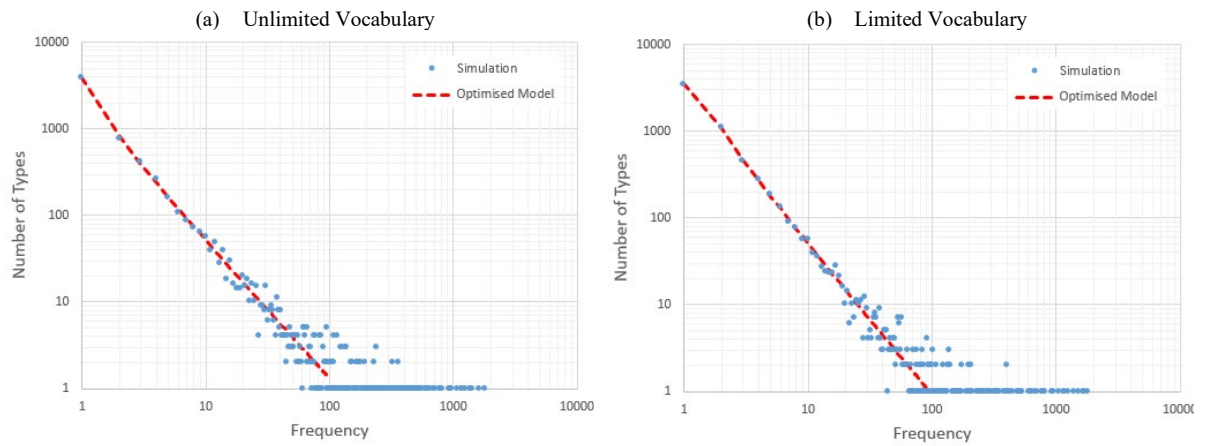 (a) Unlimited Vocabulary
10000
1000
100
10
1
Number of Types
Simulation
Optimised Model
1 10 100 1000 10000
Frequency
(b) Limited Vocabulary
10000
1000
100
10
1
Number of Types
Simulation
Optimised Model
1 10 100 1000 10000
Frequency